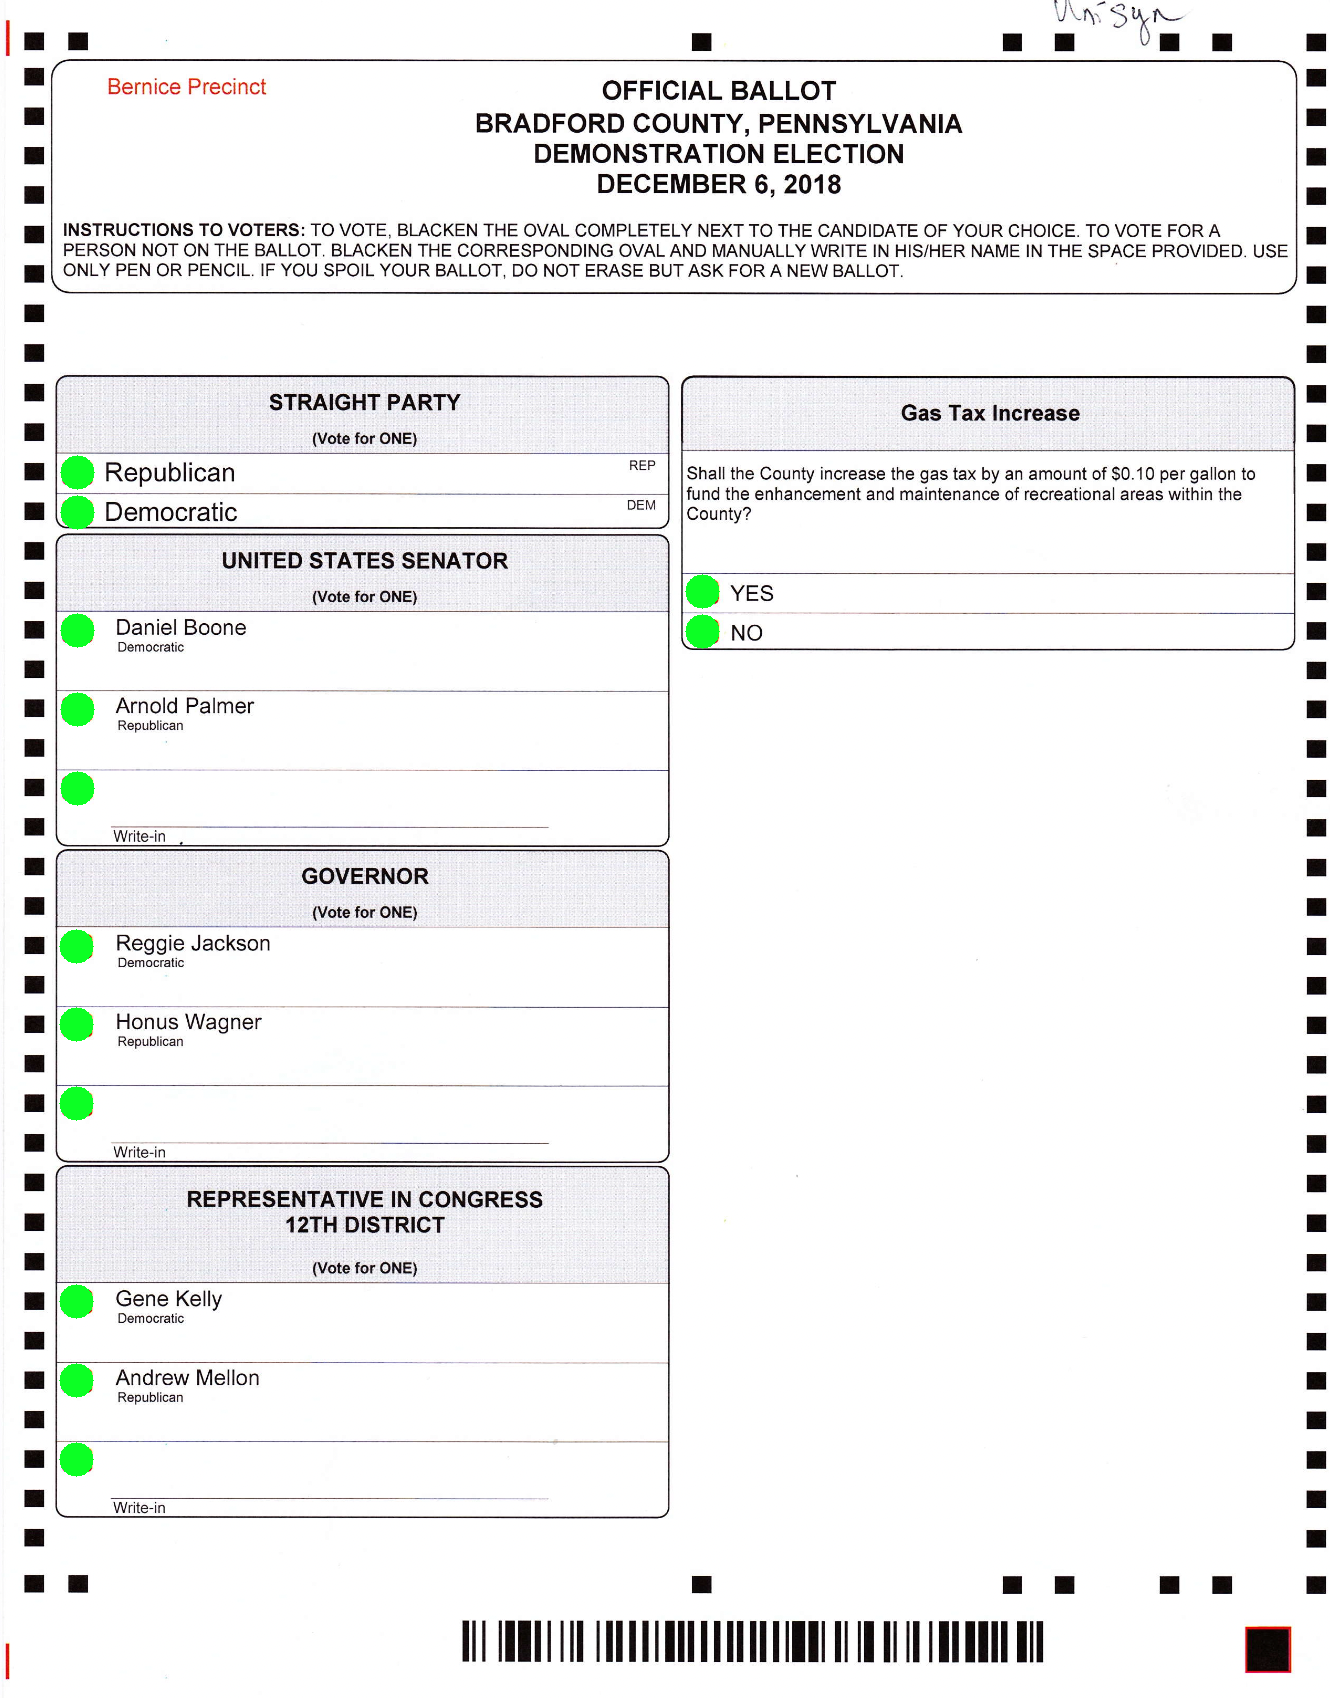 Unisyn
Bernice Precinct
OFFICIAL BALLOT
BRADFORD COUNTY, PENNSYLVANIA
DEMONSTRATION ELECTION
DECEMBER 6, 2018
INSTRUCTIONS TO VOTERS: TO VOTE, BLACKEN THE OVAL COMPLETELY NEXT TO THE CANDIDATE OF YOUR CHOICE. TO VOTE FOR A
PERSON NOT ON THE BALLOT. BLACKEN THE CORRESPONDING OVAL AND MANUALLY WRITE IN HIS/HER NAME IN THE SPACE PROVIDED. USE
ONLY PEN OR PENCIL. IF YOU SPOIL YOUR BALLOT, DO NOT ERASE BUT ASK FOR A NEW BALLOT.
STRAIGHT PARTY
(Vote for ONE)
Republican REP
Democratic DEM
UNITED STATES SENATOR
(Vote for ONE)
Daniel Boone
Democratic
Arnold Palmer
Republican
Write-in
GOVERNOR
(Vote for ONE)
Reggie Jackson
Democratic
Honus Wagner
Republican
Write-in
REPRESENTATIVE IN CONGRESS
12TH DISTRICT
(Vote for ONE)
Gene Kelly
Democratic
Andrew Mellon
Republican
Write-in
Gas Tax Increase
Shall the County increase the gas tax by an amount of $0.10 per gallon to
fund the enhancement and maintenance of recreational areas within the
County?
YES
NO